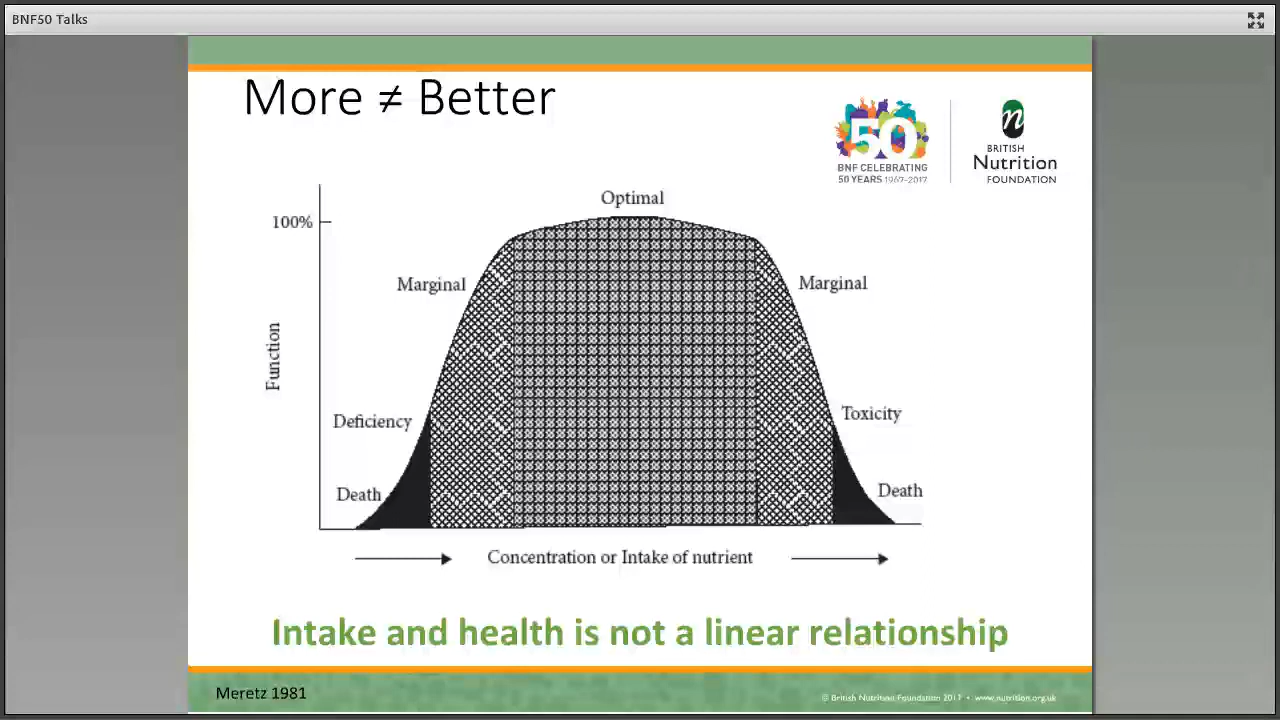 BNF50 Talks
More ≠ Better
50
BNF CELEBRATING
50 YEARS 1967-2017
n
BRITISH
Nutrition
FOUNDATION
Optimal
100%
Marginal
Marginal
Function
Deficiency
Toxicity
Death
Death
Concentration or Intake of nutrient
Intake and health is not a linear relationship
Meretz 1981
© British Nutrition Foundation 2017 • www.nutrition.org.uk